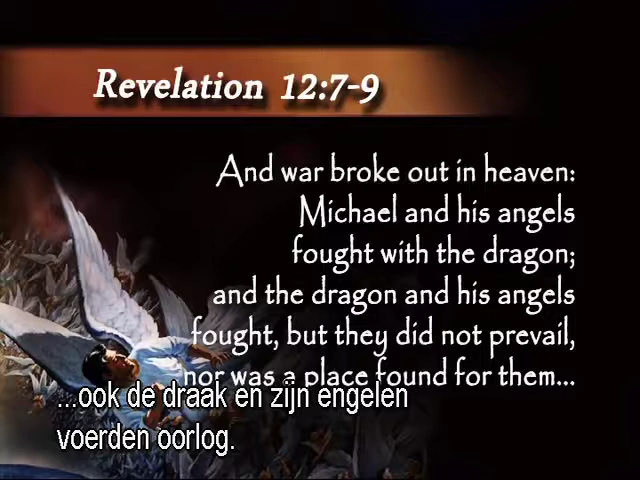 Revelation 12:7-9
And war broke out in heaven:
Michael and his angels
fought with the dragon;
and the dragon and his angels
fought, but they did not prevail,
nor was a place found for them...
...ook de draak en zijn engelen
voerden oorlog.